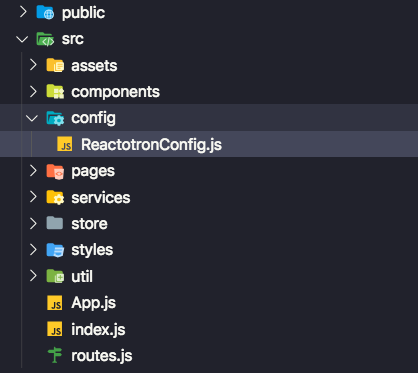 public
src
assets
components
config
JS ReactotronConfig.js
pages
services
store
styles
util
JS App.js
JS index.js
routes.js